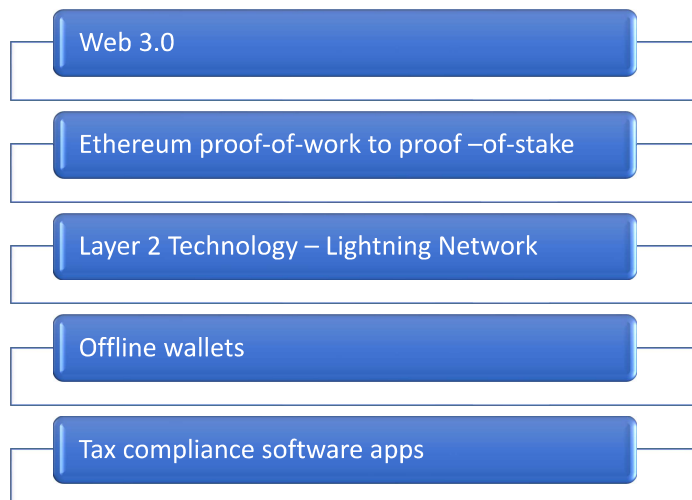 Web 3.0
Ethereum proof-of-work to proof –of-stake
Layer 2 Technology – Lightning Network
Offline wallets
Tax compliance software apps